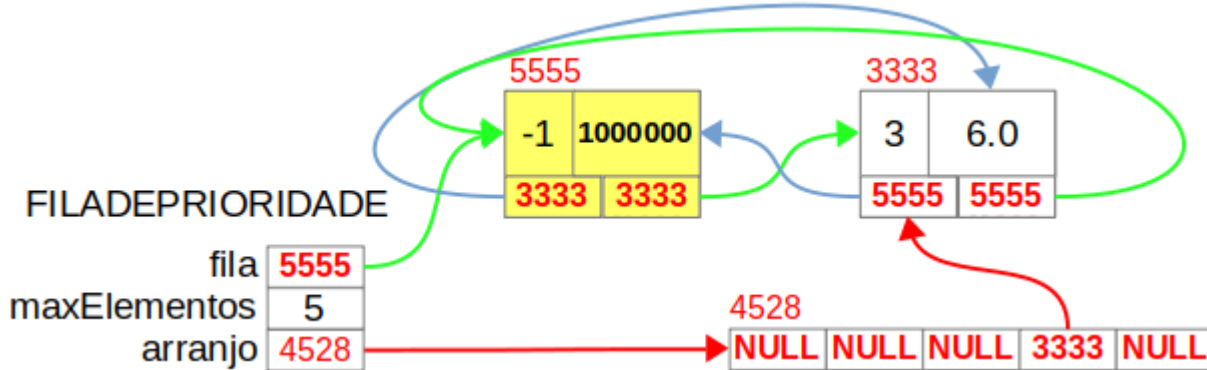 5555 3333
-1 1000000 3 6.0
3333 3333 5555 5555
FILADEPRIORIDADE
fila 5555
maxElementos 5
4528
arranjo 4528 NULL NULL NULL 3333 NULL